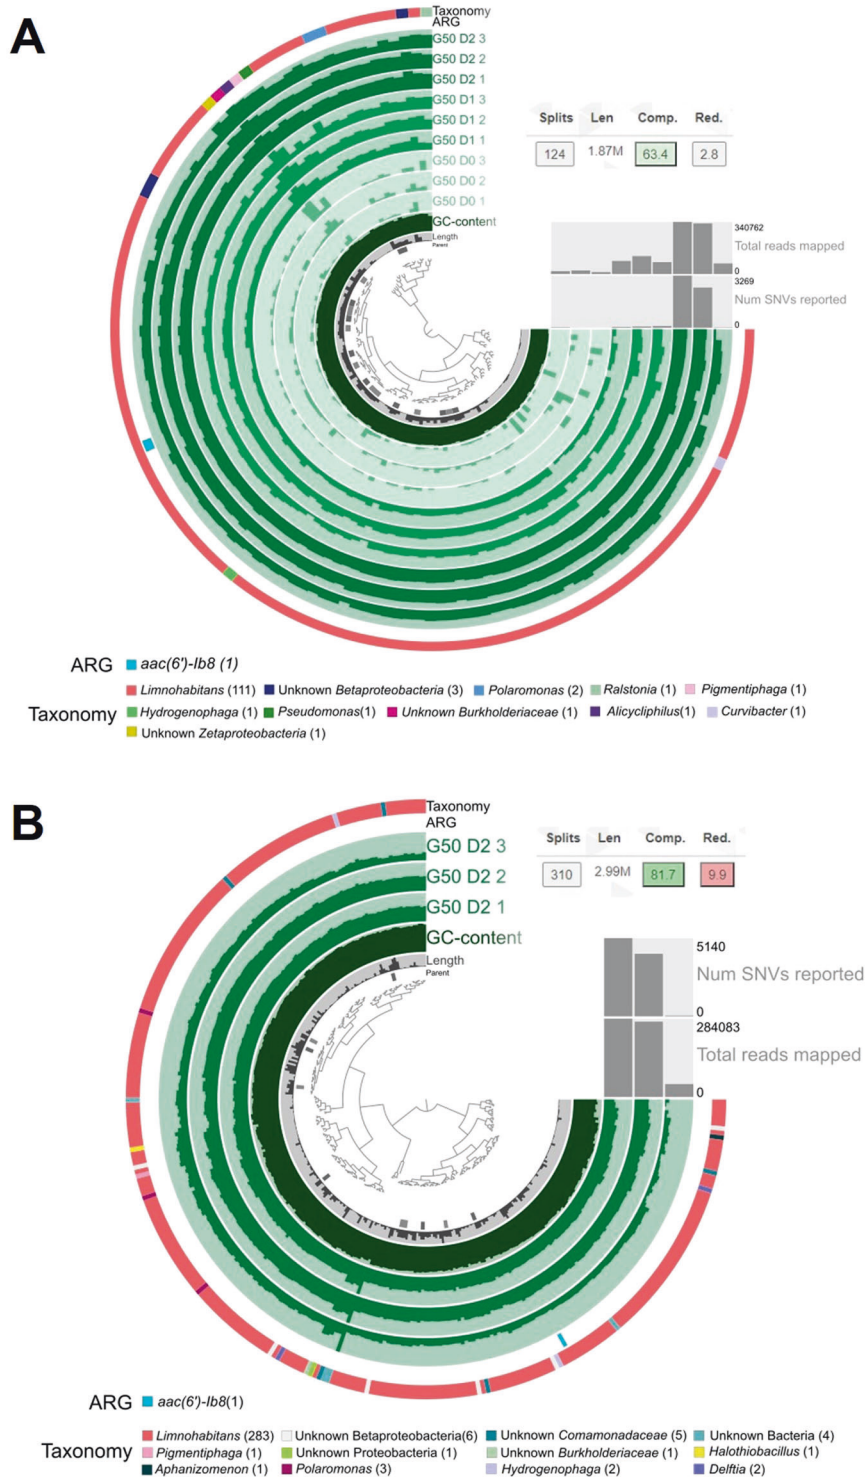 A
Taxonomy
ARG
G50 D2 3
G50 D2 2
G50 D2 1
G50 D1 3
G50 D1 2
G50 D1 1
G50 D0 3
G50 D0 2
G50 D0 1
GC-content
Length
Parent
Splits Len Comp. Red.
124 1.87M 63.4 2.8
340762
Total reads mapped
0
3269
Num SNVs reported
0
ARG aac(6')-Ib8 (1)
Limnohabitans (111) Unknown Betaproteobacteria (3) Polaromonas (2) Ralstonia (1) Pigmentiphaga (1)
Taxonomy Hydrogenophaga (1) Pseudomonas(1) Unknown Burkholderiaceae (1) Alicycliphilus(1) Curvibacter (1)
Unknown Zetaproteobacteria (1)
B
Taxonomy
ARG
G50 D2 3
G50 D2 2
G50 D2 1
GC-content
Length
Parent
Splits Len Comp. Red.
310 2.99M 81.7 9.9
5140
Num SNVs reported
0
284083
Total reads mapped
0
ARG aac(6')-Ib8(1)
Limnohabitans (283) Unknown Betaproteobacteria(6) Unknown Comamonadaceae (5) Unknown Bacteria (4)
Taxonomy Pigmentiphaga (1) Unknown Proteobacteria (1) Unknown Burkholderiaceae (1) Halothiobacillus (1)
Aphanizomenon (1) Polaromonas (3) Hydrogenophaga (2) Delftia (2)